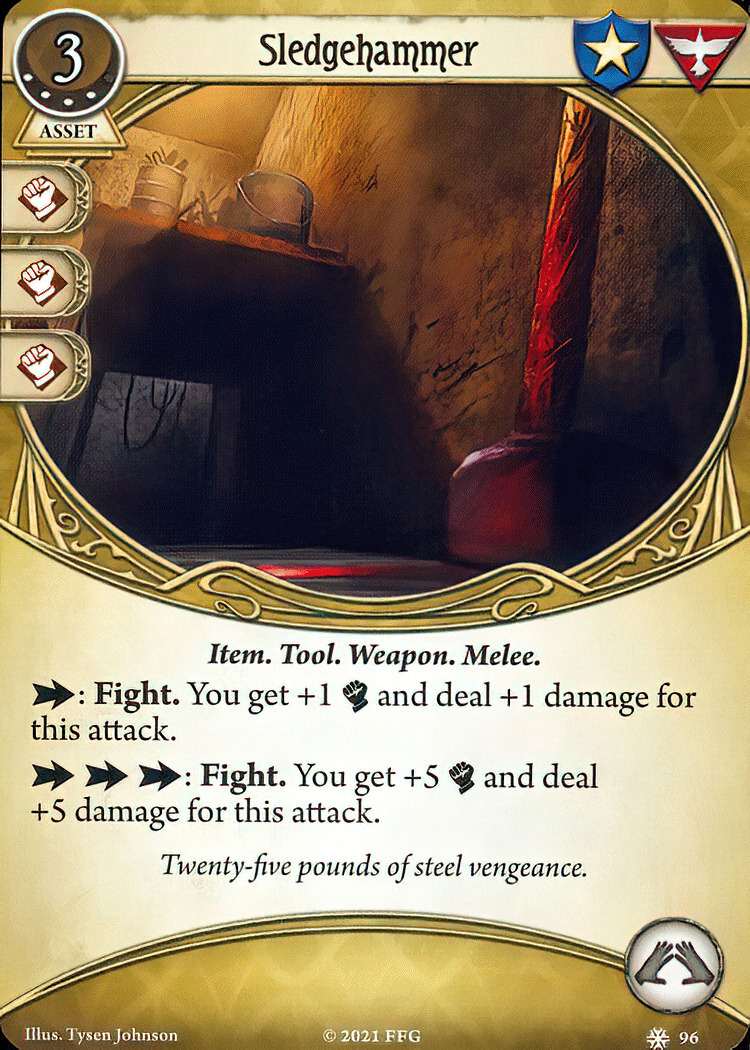 3
Sledgehammer
ASSET
Item. Tool. Weapon. Melee.
: Fight. You get +1 and deal +1 damage for
this attack.
: Fight. You get +5 and deal
+5 damage for this attack.
Twenty-five pounds of steel vengeance.
Illus. Tysen Johnson
© 2021 FFG
96